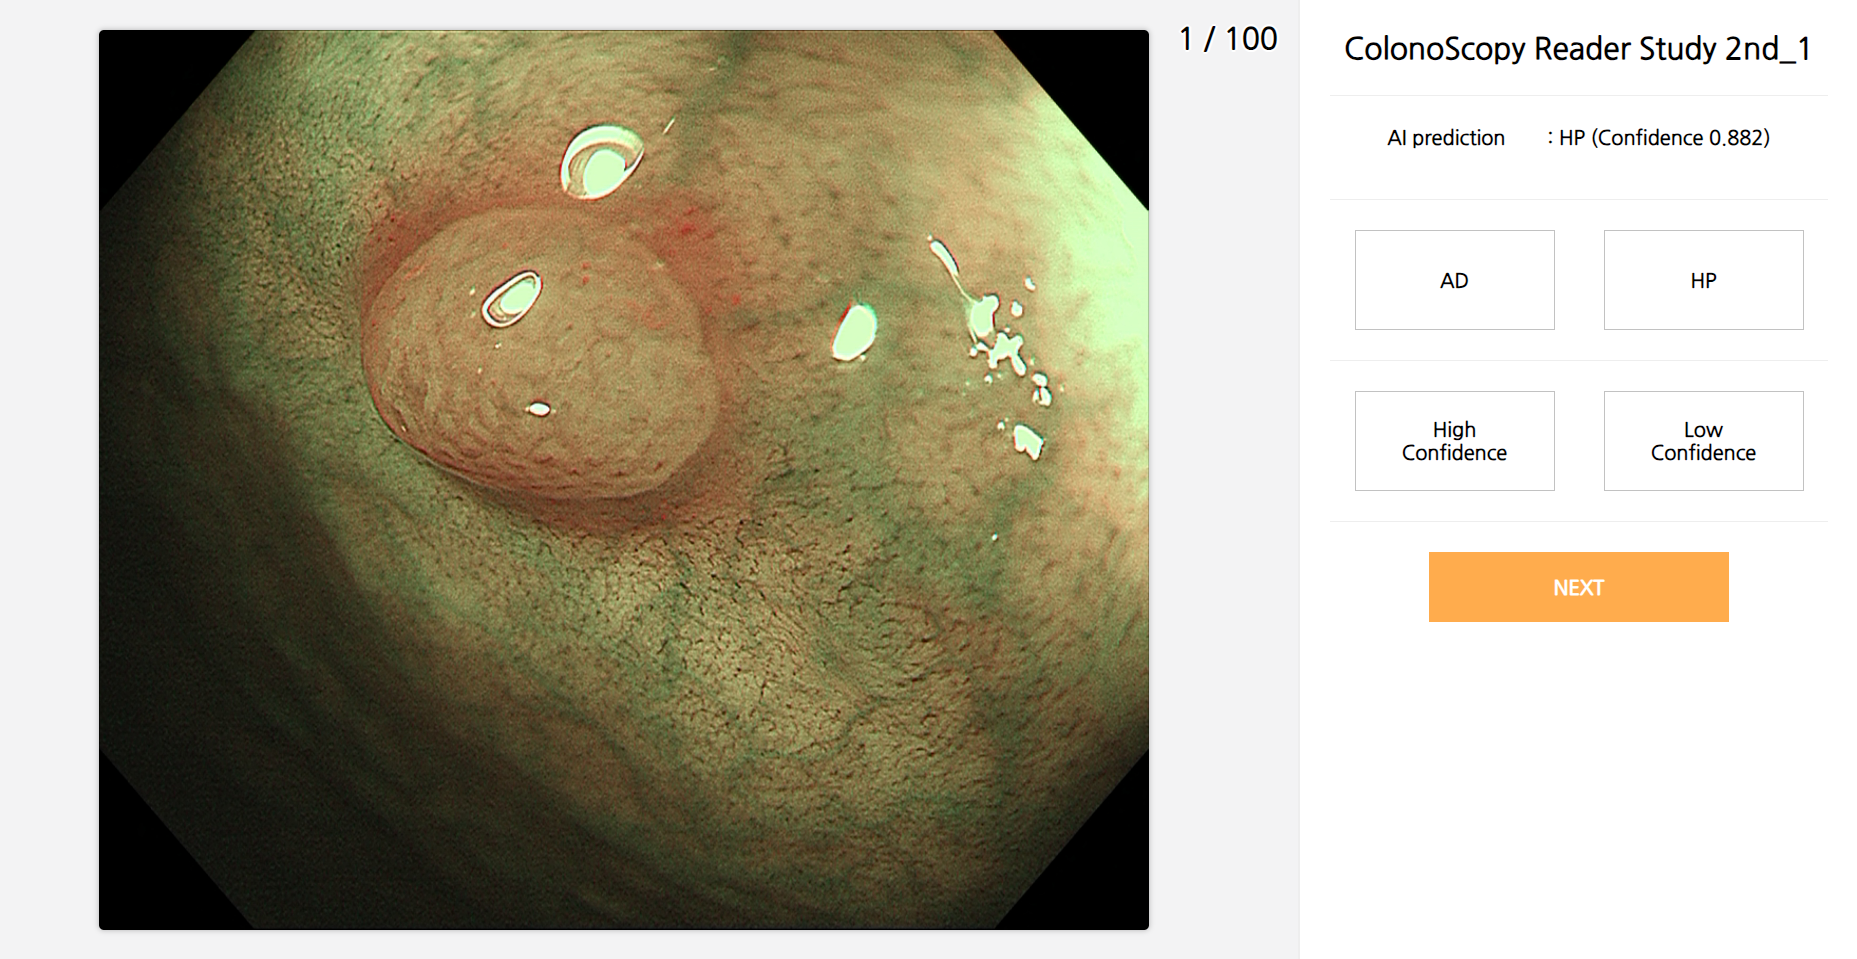 1 / 100
ColonoScopy Reader Study 2nd_1
AI prediction : HP (Confidence 0.882)
AD
HP
High
Confidence
Low
Confidence
NEXT